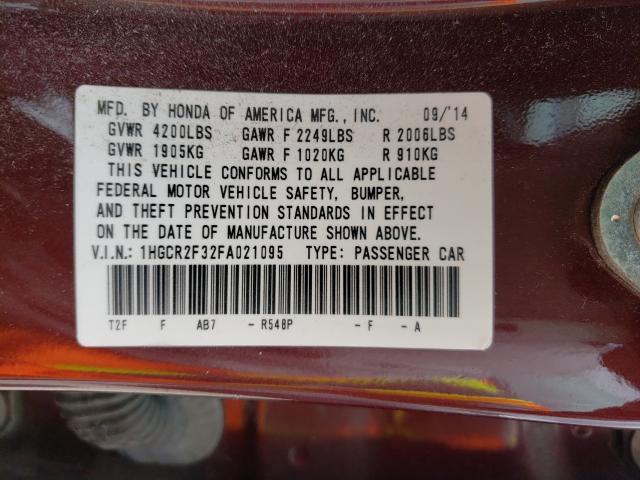 MFD. BY HONDA OF AMERICA MFG., INC. 09/'14
GVWR 4200LBS GAWR F 2249LBS R 2006LBS
GVWR 1905KG GAWR F 1020KG R 910KG
THIS VEHICLE CONFORMS TO ALL APPLICABLE
FEDERAL MOTOR VEHICLE SAFETY, BUMPER,
AND THEFT PREVENTION STANDARDS IN EFFECT
ON THE DATE OF MANUFACTURE SHOWN ABOVE.
V.I.N.: 1HGCR2F32FA021095 TYPE: PASSENGER CAR
T2F F AB7 - R548P - F - A